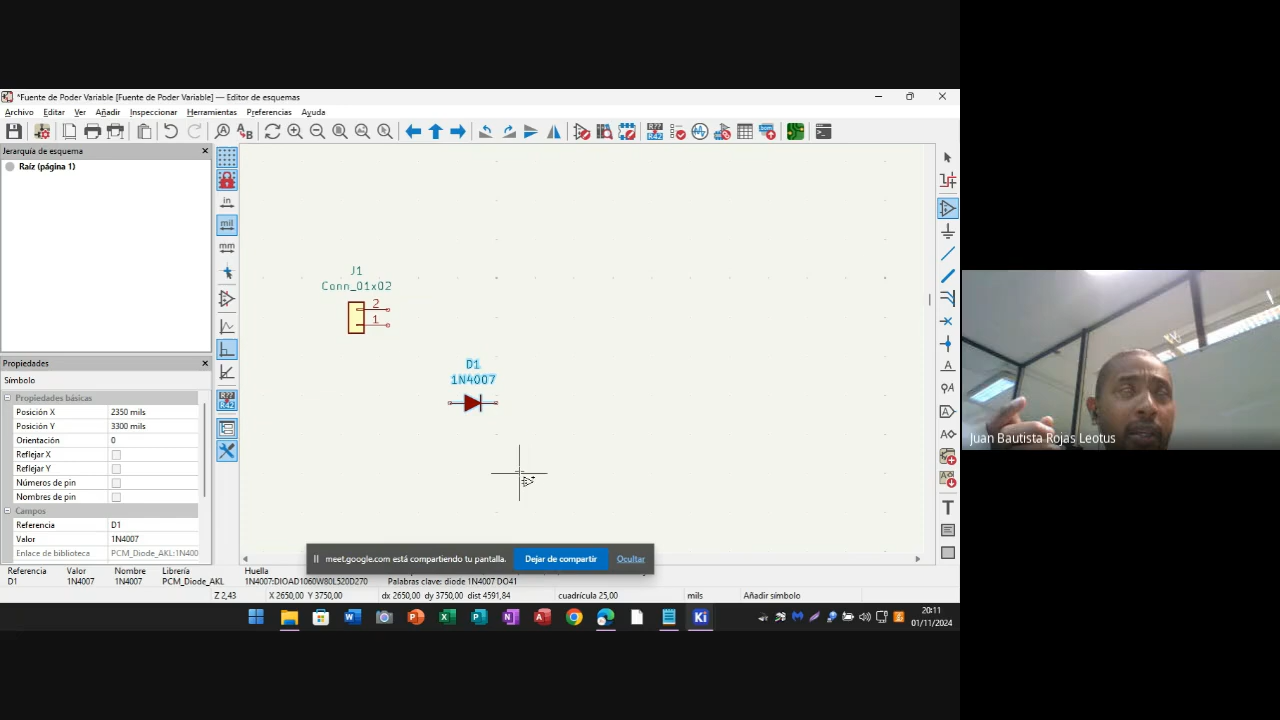 *Fuente de Poder Variable [Fuente de Poder Variable] — Editor de esquemas
Archivo Editar Ver Añadir Inspeccionar Herramientas Preferencias Ayuda
Jerarquía de esquema
Raíz (página 1)
in
mil
mm
J1
Conn_01x02
2
1
D1
1N4007
Propiedades
Símbolo
Propiedades básicas
Posición X 2350 mils
Posición Y 3300 mils
Orientación 0
Reflejar X
Reflejar Y
Números de pin
Nombres de pin
Campos
Referencia D1
Valor 1N4007
Enlace de biblioteca PCM_Diode_AKL:1N400
Juan Bautista Rojas Leotus
meet.google.com está compartiendo tu pantalla. Dejar de compartir Ocultar
Referencia Valor Librería Huella
D1 1N4007 1N4007 PCM_Diode_AKL 1N4007:DIOAD1060W80L520D270 Palabras clave: diode 1N4007 DO41
Z 2,43 X 2650,00 Y 3750,00 dx 2650,00 dy 3750,00 dist 4591,84 cuadrícula 25,00 mils Añadir símbolo
20:11
01/11/2024